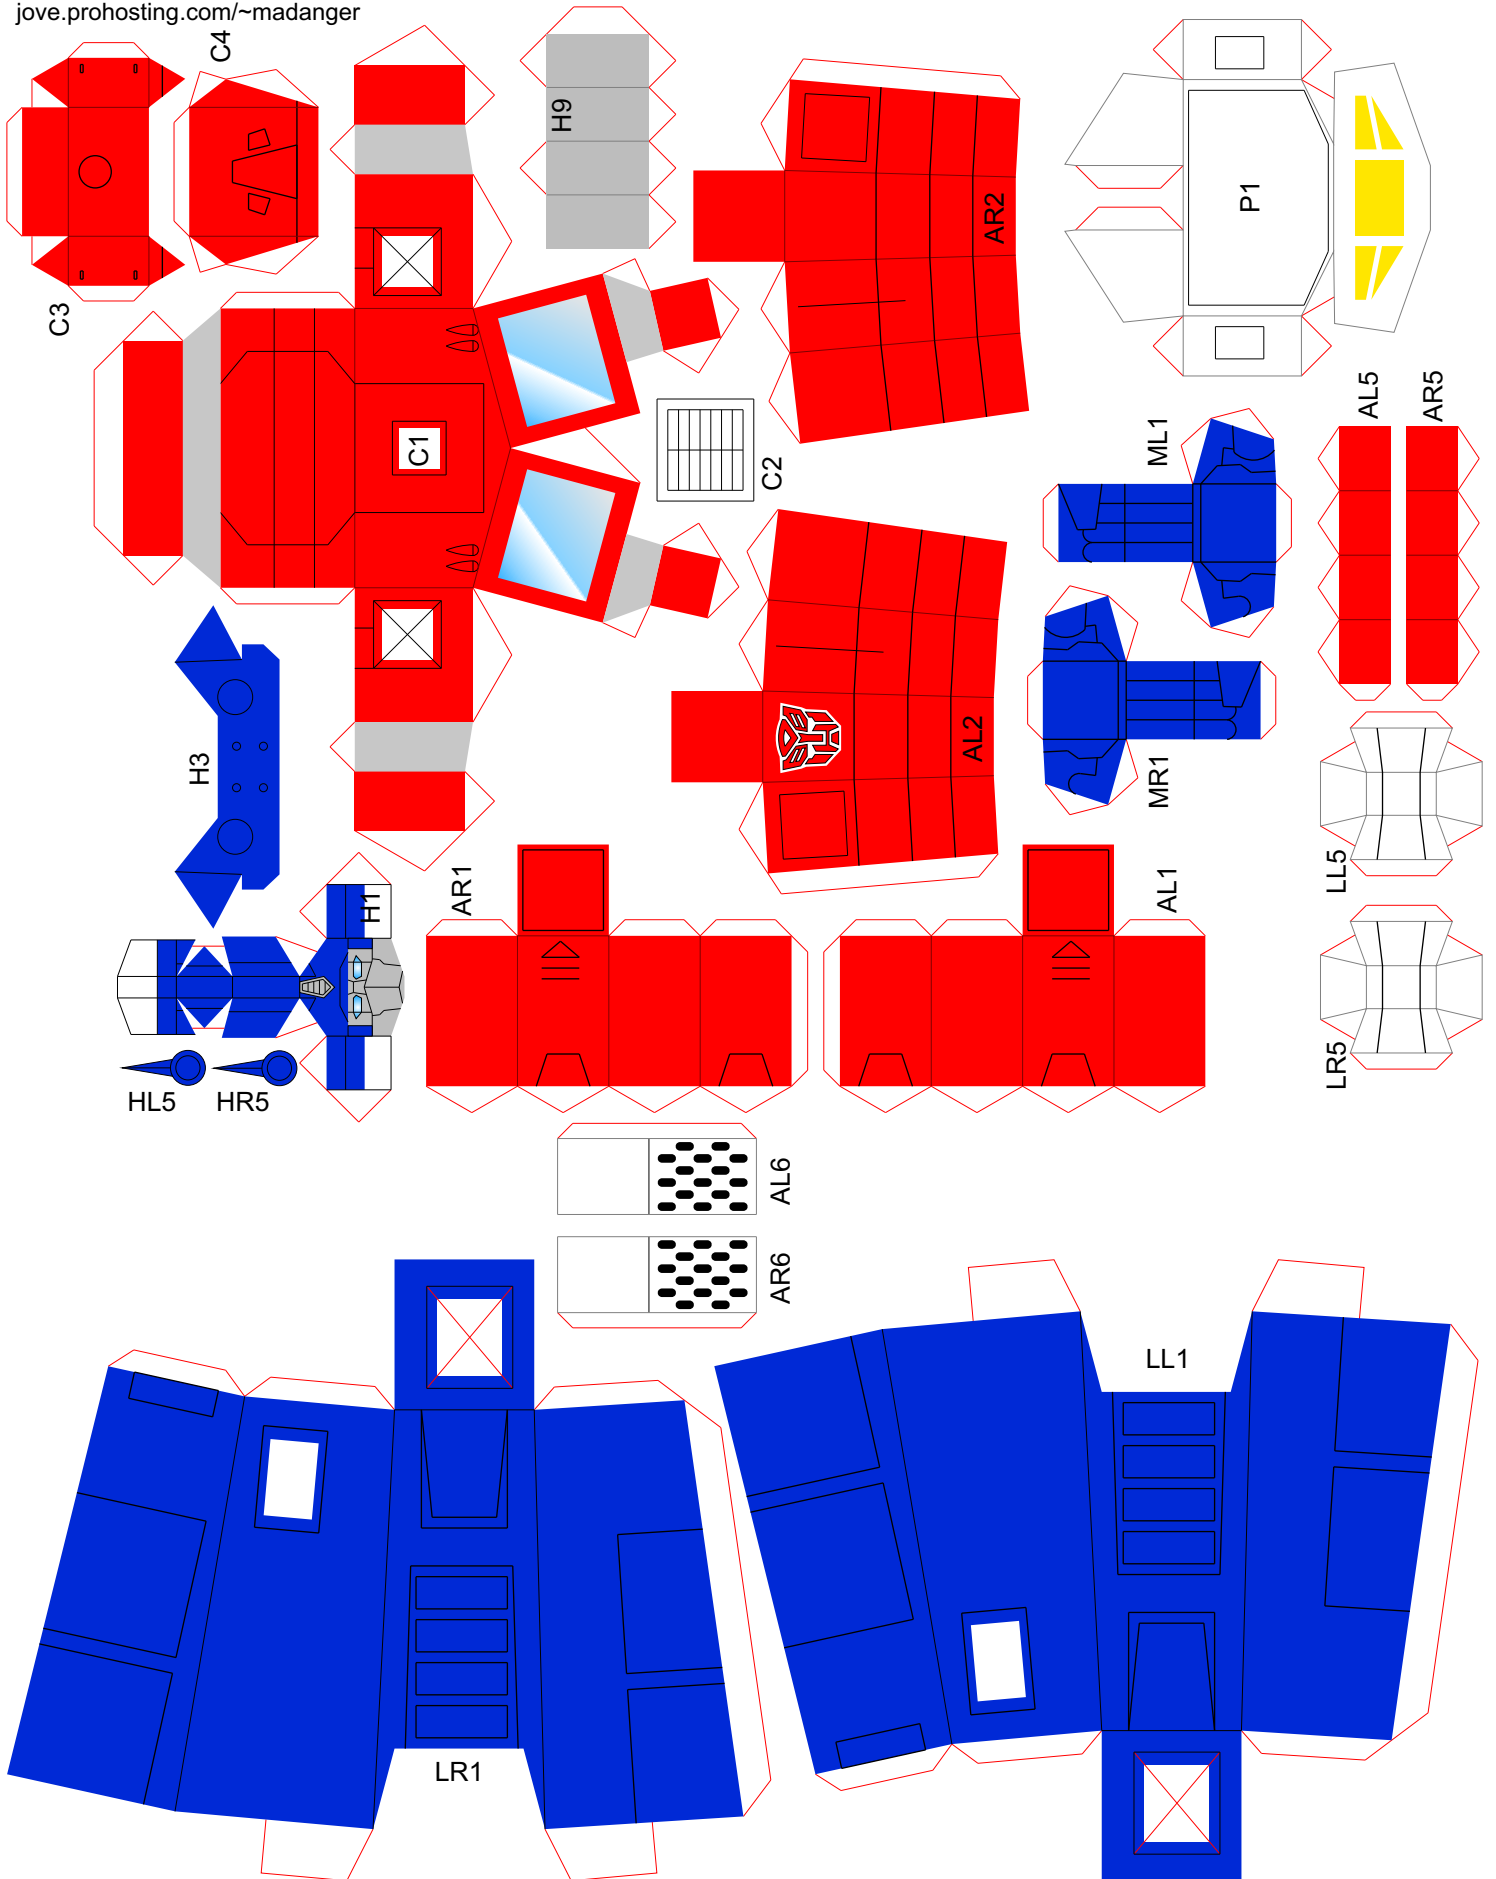 jove.prohosting.com/~madanger
C4
H9
AR2
P1
C3
AL5
AR5
ML1
C1
C2
H3
AL2
MR1
LL5
H1
AR1
AL1
LR5
HL5
HR5
AL6
AR6
LL1
LR1